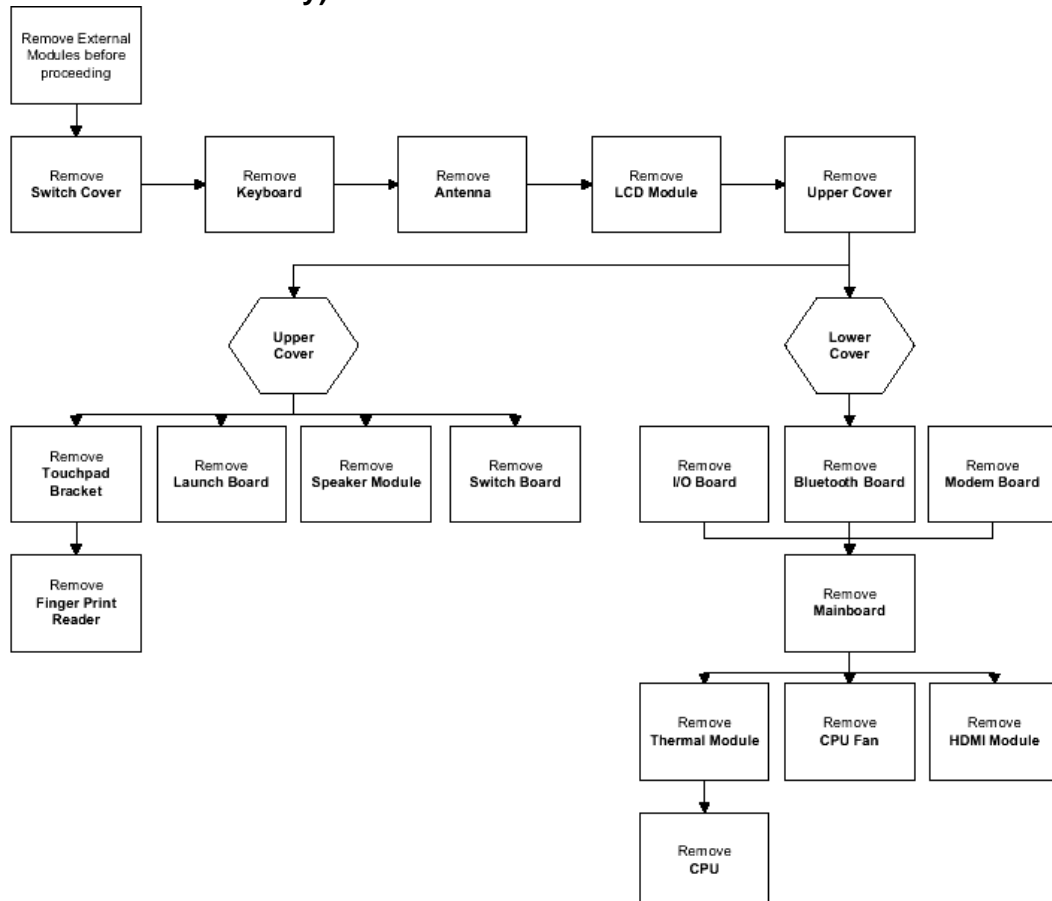 y)
Remove External
Modules before
proceeding
Remove
Switch Cover
Remove
Keyboard
Remove
Antenna
Remove
LCD Module
Remove
Upper Cover
Upper
Cover
Lower
Cover
Remove
Touchpad
Bracket
Remove
Launch Board
Remove
Speaker Module
Remove
Switch Board
Remove
I/O Board
Remove
Bluetooth Board
Remove
Modem Board
Remove
Finger Print
Reader
Remove
Mainboard
Remove
Thermal Module
Remove
CPU Fan
Remove
HDMI Module
Remove
CPU